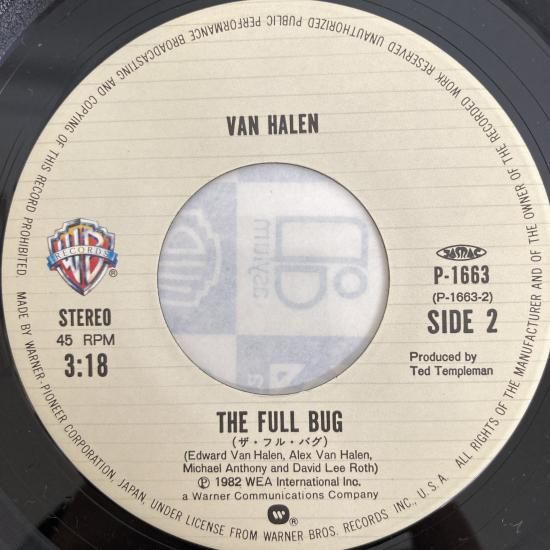 UNAUTHORIZED PUBLIC PERFORMANCE BROADCASTING AND COPYING OF THIS RECORD PROHIBITED.
ALL RIGHTS OF THE MANUFACTURER AND OF THE OWNER OF THE RECORDED WORK RESERVED
VAN HALEN
WB
RECORDS
®
JASRAC
P-1663
(P-1663-2)
STEREO
SIDE 2
45 RPM
3:18
Produced by
Ted Templeman
THE FULL BUG
(ザ・フル・バグ)
(Edward Van Halen, Alex Van Halen,
Michael Anthony and David Lee Roth)
Ⓟ 1982 WEA International Inc.
a Warner Communications Company
®
MADE BY WARNER-PIONEER CORPORATION, JAPAN, UNDER LICENSE FROM WARNER BROS. RECORDS INC., U.S.A.